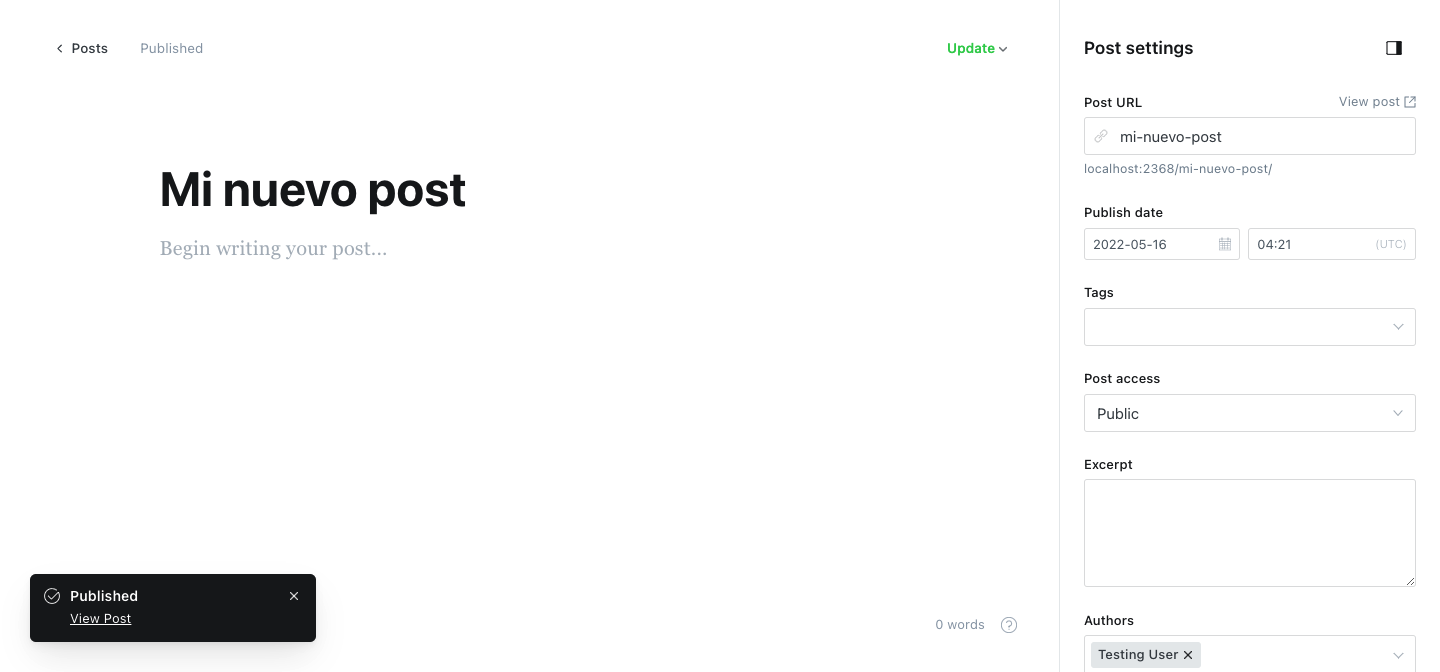 Posts
Published
Update
Mi nuevo post
Begin writing your post...
Published
View Post
0 words
?
Post settings
Post URL
View post
mi-nuevo-post
localhost:2368/mi-nuevo-post/
Publish date
2022-05-16
04:21
(UTC)
Tags
Post access
Public
Excerpt
Authors
Testing User